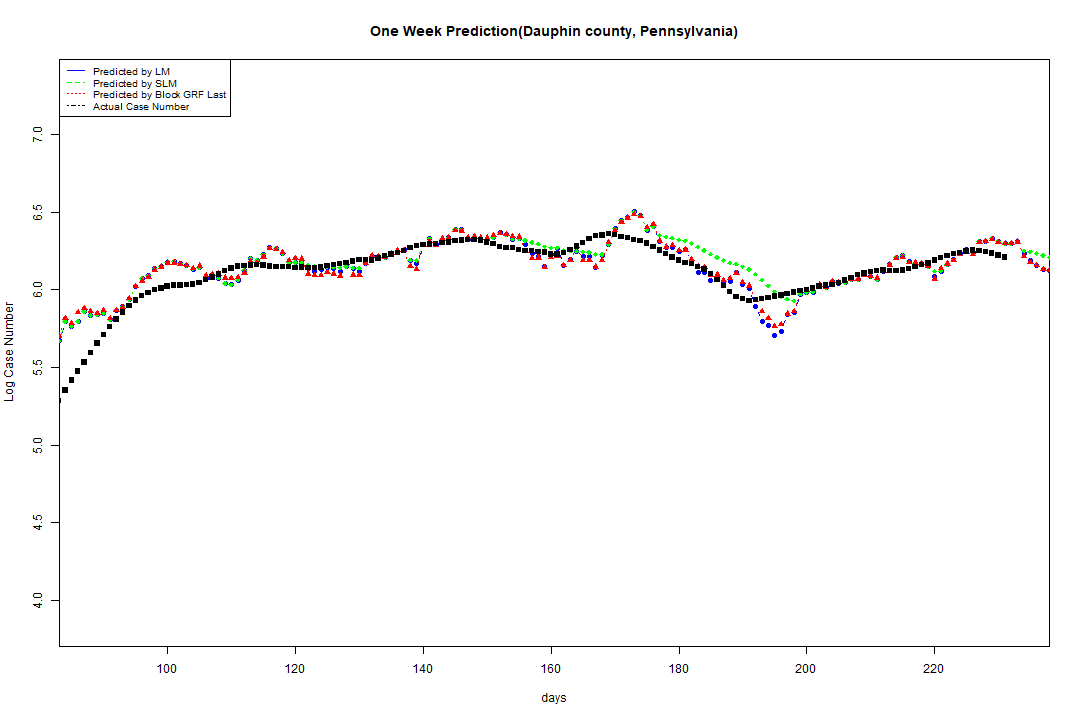 One Week Prediction(Dauphin county, Pennsylvania)
Predicted by LM
Predicted by SLM
Predicted by Block GRF Last
Actual Case Number
7.0
6.5
6.0
5.5
5.0
4.5
4.0
Log Case Number
100 120 140 160 180 200 220
days